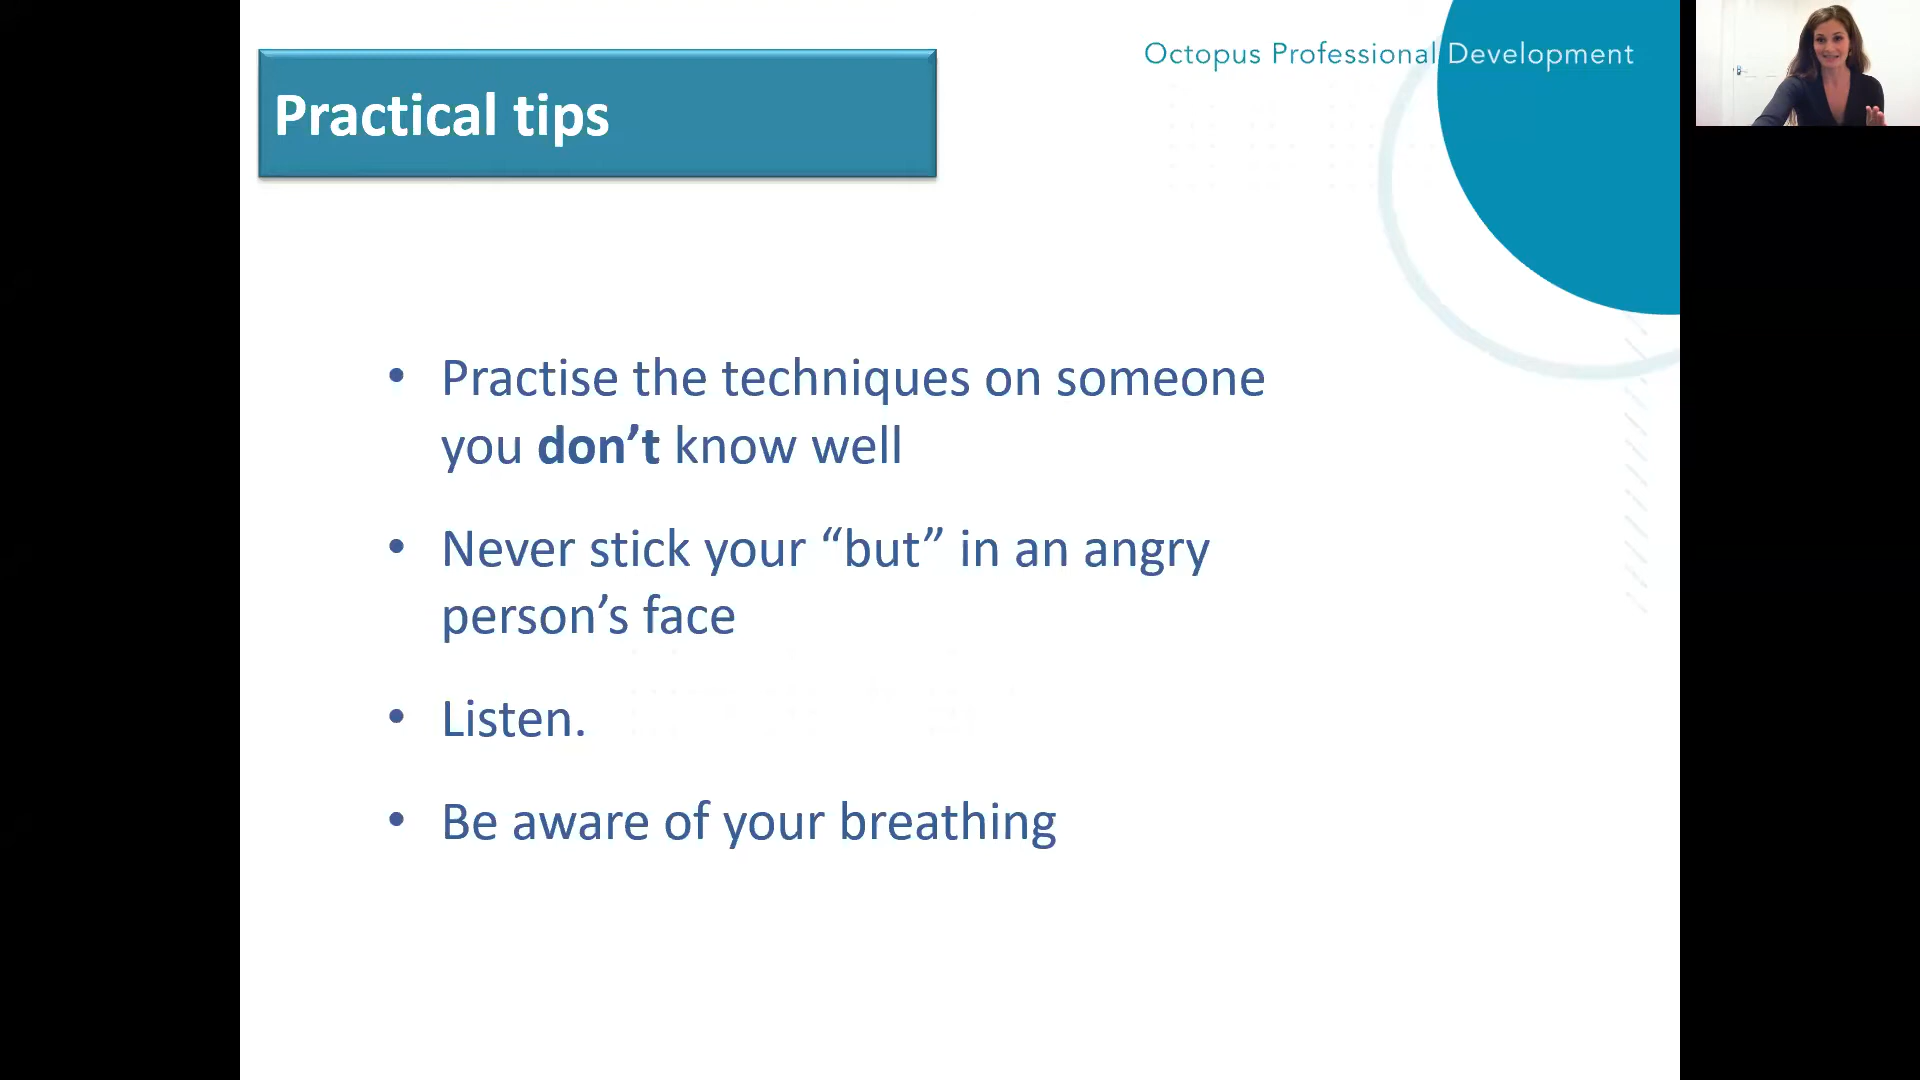 Octopus Professional Development
Practical tips
• Practise the techniques on someone
you don’t know well
• Never stick your “but” in an angry
person’s face
• Listen.
• Be aware of your breathing